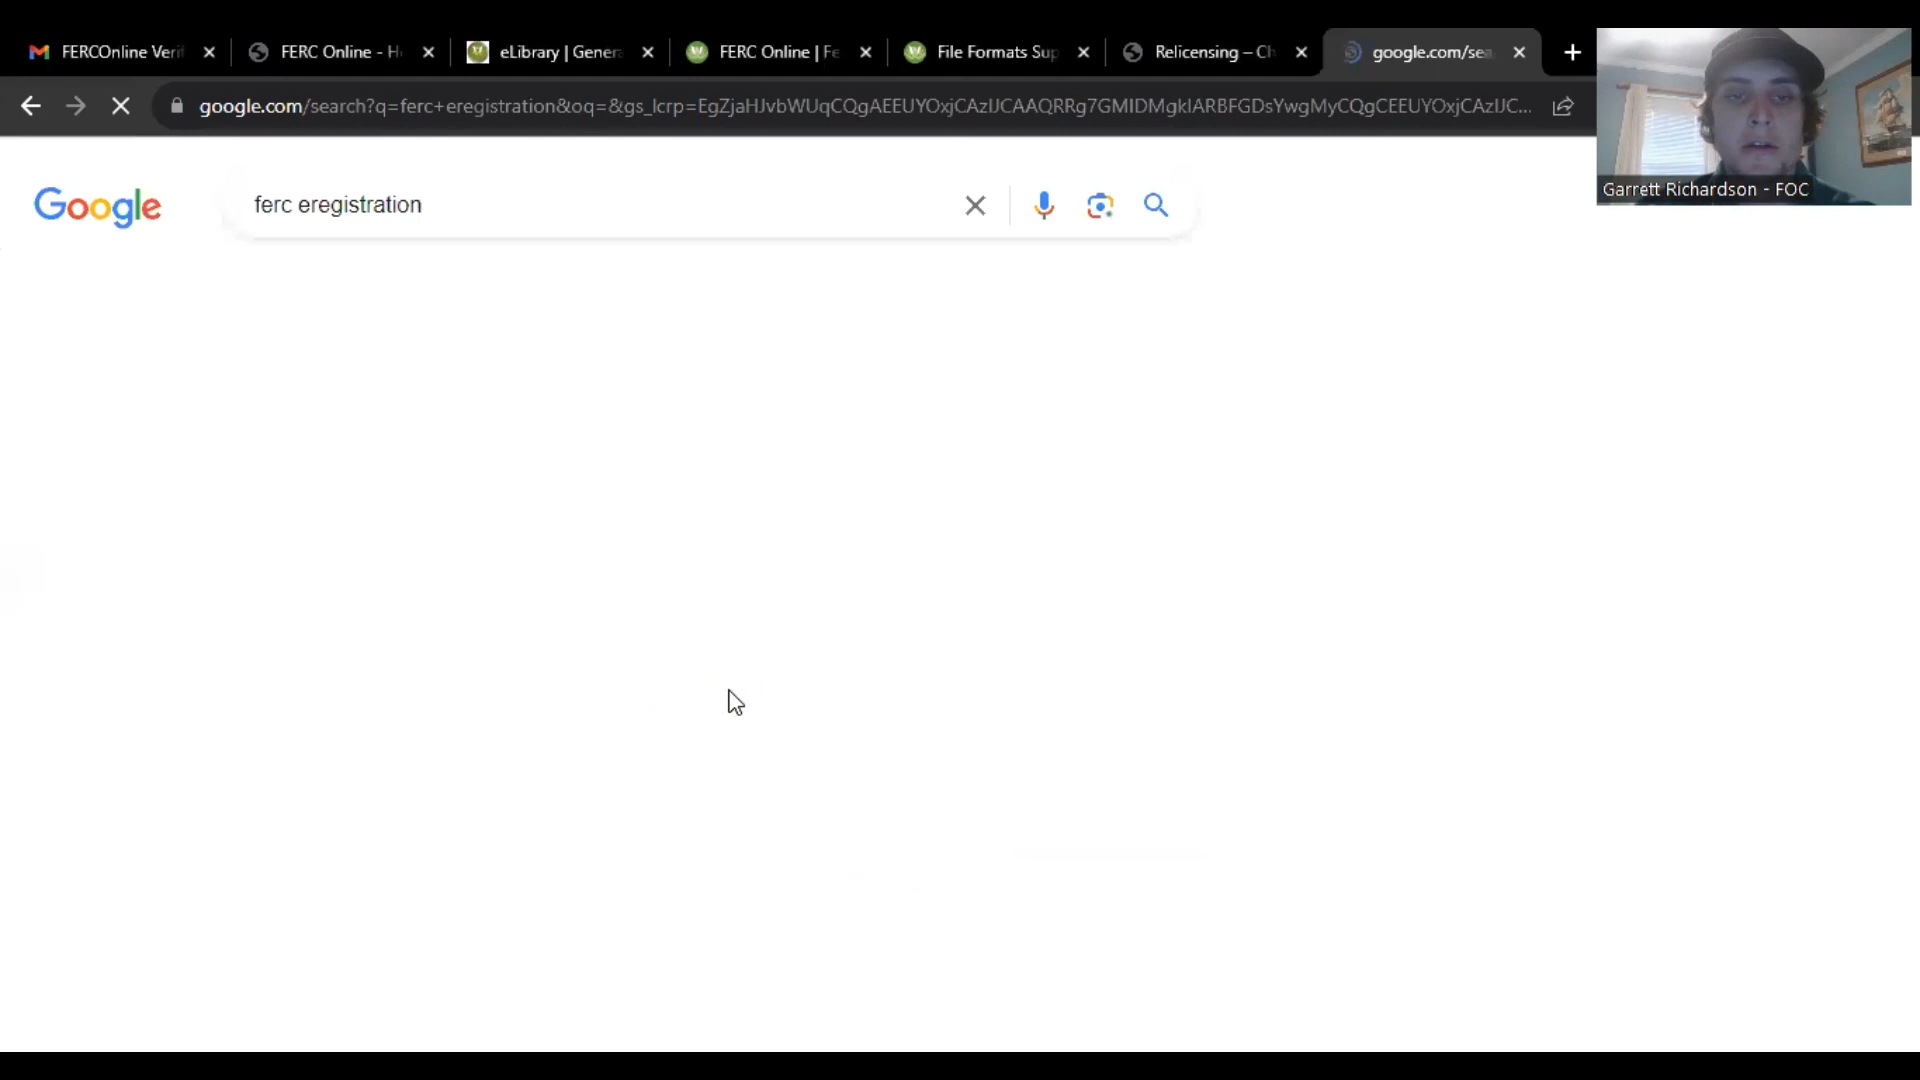 FERCOnline Veri
FERC Online - H
eLibrary | Genera
FERC Online | Fe
File Formats Sup
Relicensing – Ch
google.com/sea
google.com/search?q=ferc+eregistration&oq=&gs_lcrp=EgZjaHJvbWUqCQgAEEUYOxjCAzIJCAAQRRg7GMIDMgkIARBFGDsYwgMyCQgCEEUYOxjCAzIJC...
Google
ferc eregistration
Garrett Richardson - FOC